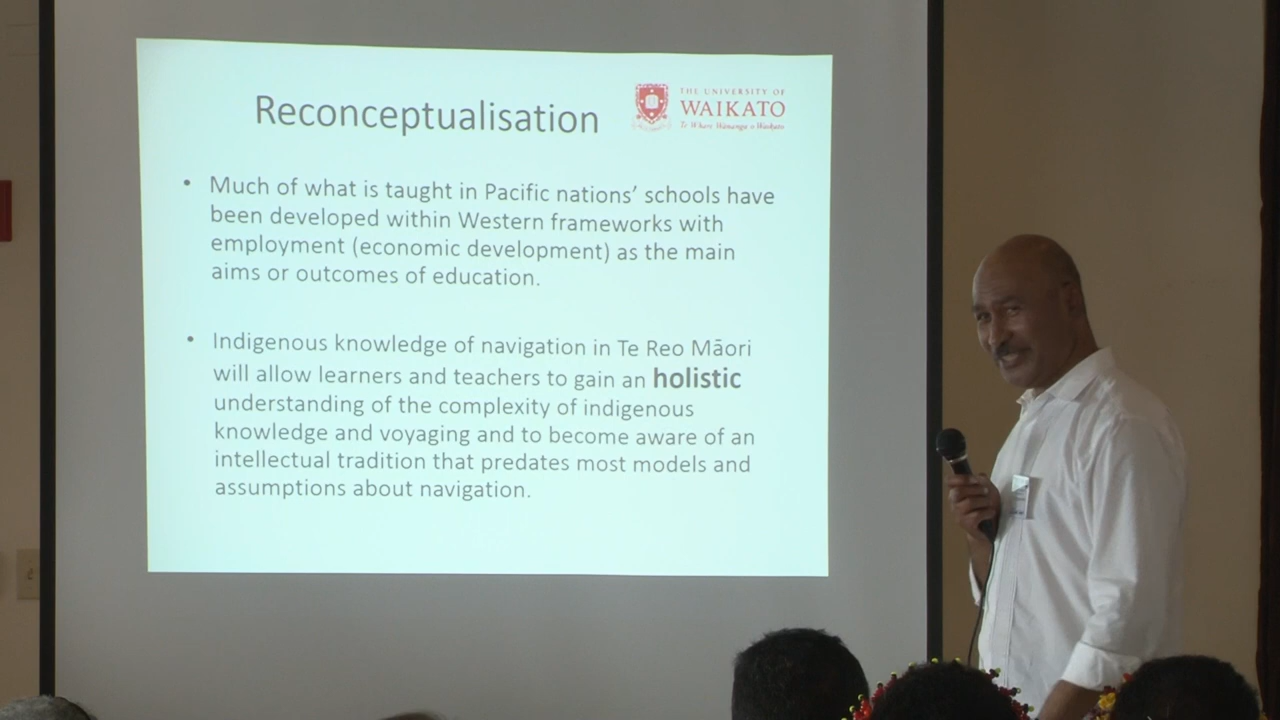 Reconceptualisation
THE UNIVERSITY OF
WAIKATO
Te Whare Wānanga o Waikato
• Much of what is taught in Pacific nations’ schools have
been developed within Western frameworks with
employment (economic development) as the main
aims or outcomes of education.
• Indigenous knowledge of navigation in Te Reo Māori
will allow learners and teachers to gain an holistic
understanding of the complexity of indigenous
knowledge and voyaging and to become aware of an
intellectual tradition that predates most models and
assumptions about navigation.